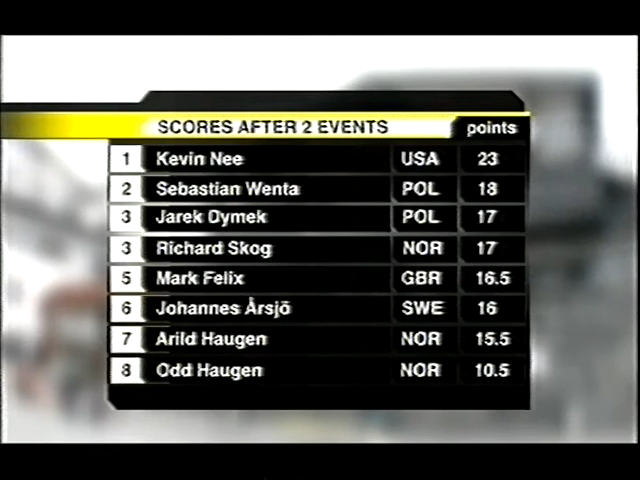 SCORES AFTER 2 EVENTS points
1 Kevin Nee USA 23
2 Sebastian Wenta POL 18
3 Jarek Dymek POL 17
3 Richard Skog NOR 17
5 Mark Felix GBR 16.5
6 Johannes Årsjö SWE 16
7 Arild Haugen NOR 15.5
8 Odd Haugen NOR 10.5